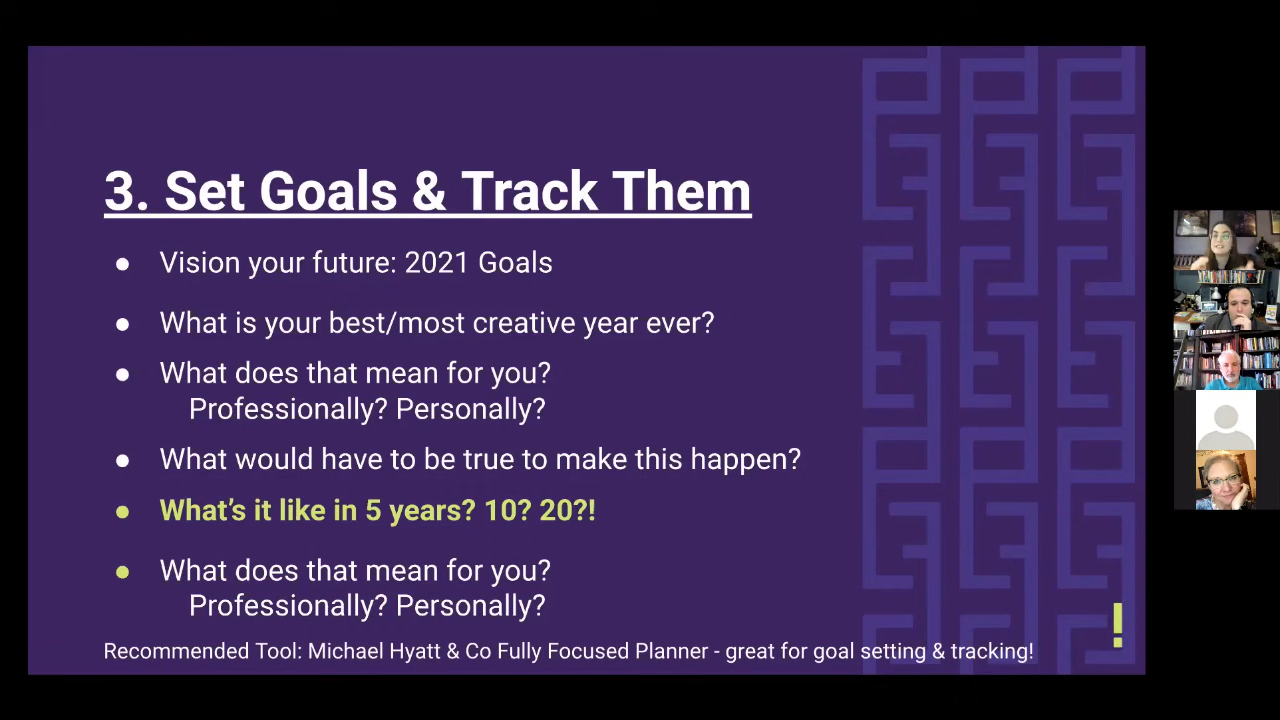 3. Set Goals & Track Them
● Vision your future: 2021 Goals
● What is your best/most creative year ever?
● What does that mean for you?
Professionally? Personally?
● What would have to be true to make this happen?
● What’s it like in 5 years? 10? 20?!
● What does that mean for you?
Professionally? Personally?
!
Recommended Tool: Michael Hyatt & Co Fully Focused Planner - great for goal setting & tracking!